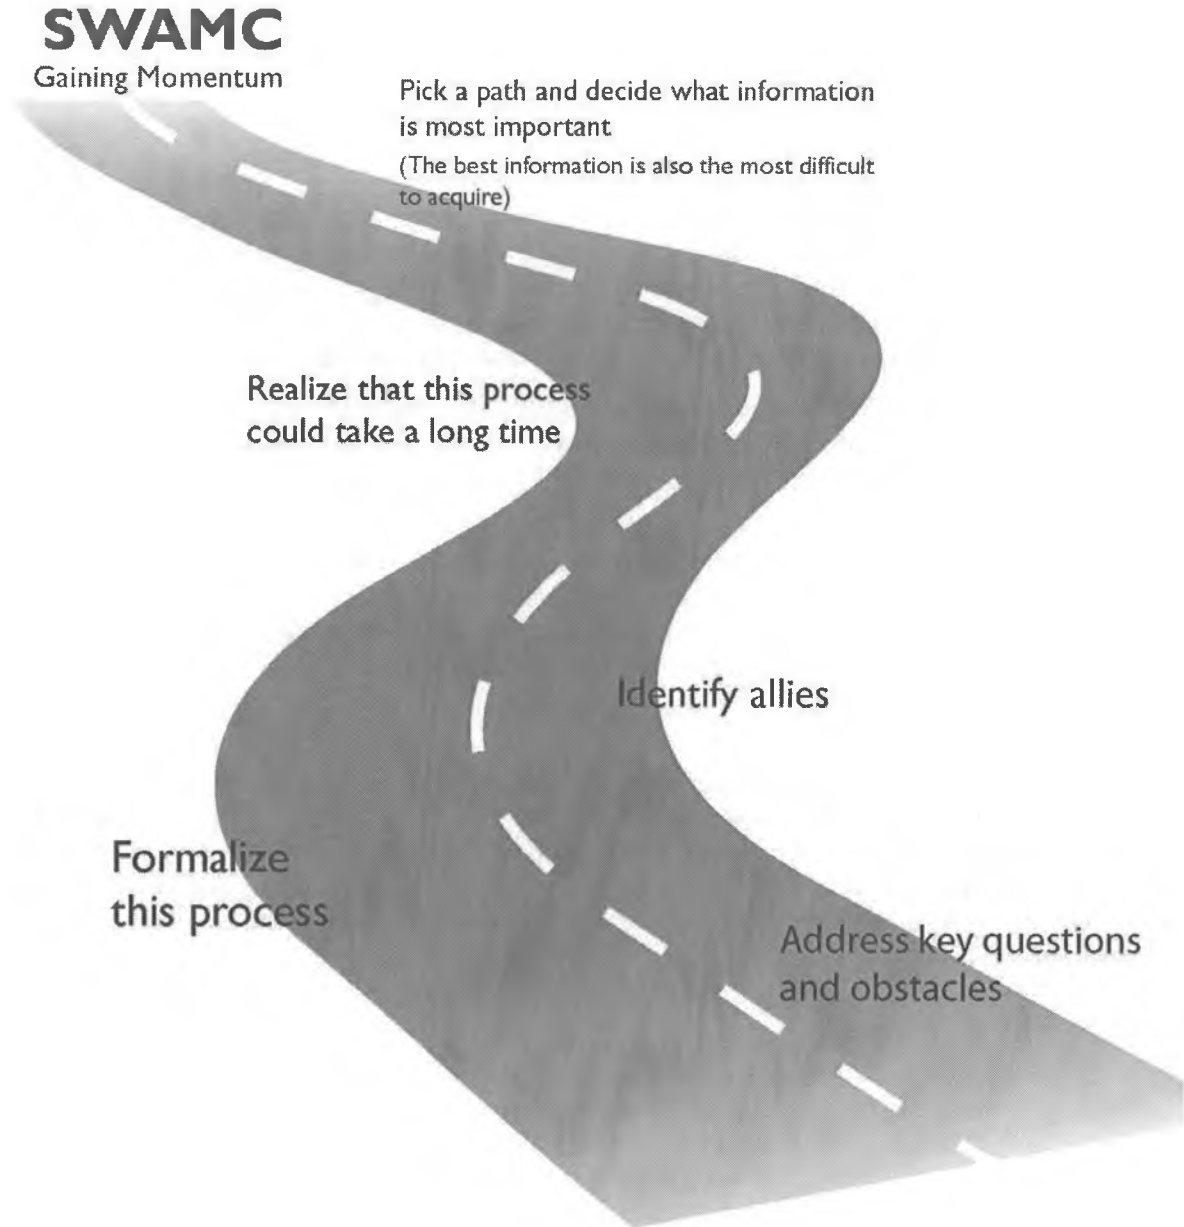 SWAMC
Gaining Momentum
Pick a path and decide what information
is most important
(The best information is also the most difficult
to acquire)
Realize that this process
could take a long time
Identify allies
Formalize
this process
Address key questions
and obstacles